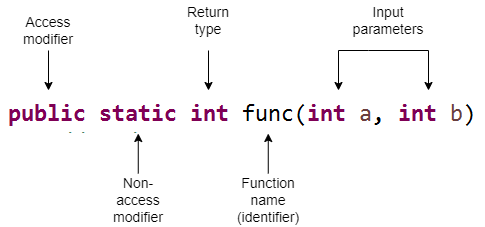 Access
modifier
Return
type
Input
parameters
public static int func(int a, int b)
Non-
access
modifier
Function
name
(identifier)